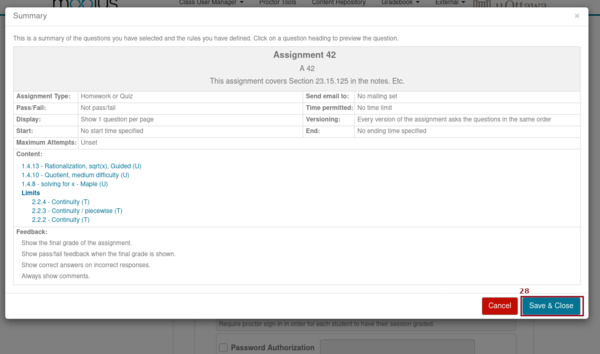 Class User Manager
Proctor Tools
Content Repository
Gradebook
External
uOttawa
Summary
×
This is a summary of the questions you have selected and the rules you have defined. Click on a question heading to preview the question.
Assignment 42
A 42
This assignment covers Section 23.15.125 in the notes. Etc.
Assignment Type: Homework or Quiz
Send email to: No mailing set
Pass/Fail: Not pass/fail
Time permitted: No time limit
Display: Show 1 question per page
Versioning: Every version of the assignment asks the questions in the same order
Start: No start time specified
End: No ending time specified
Maximum Attempts: Unset
Content:
1.4.13 - Rationalization, sqrt(x), Guided (U)
1.4.10 - Quotient, medium difficulty (U)
1.4.8 - solving for x - Maple (U)
Limits
2.2.4 - Continuity (T)
2.2.3 - Continuity / piecewise (T)
2.2.2 - Continuity (T)
Feedback:
Show the final grade of the assignment.
Show pass/fail feedback when the final grade is shown.
Show correct answers on incorrect responses.
Always show comments.
28
Cancel
Save & Close
Require proctor sign-in in order for each student to have their session graded.
Password Authorization